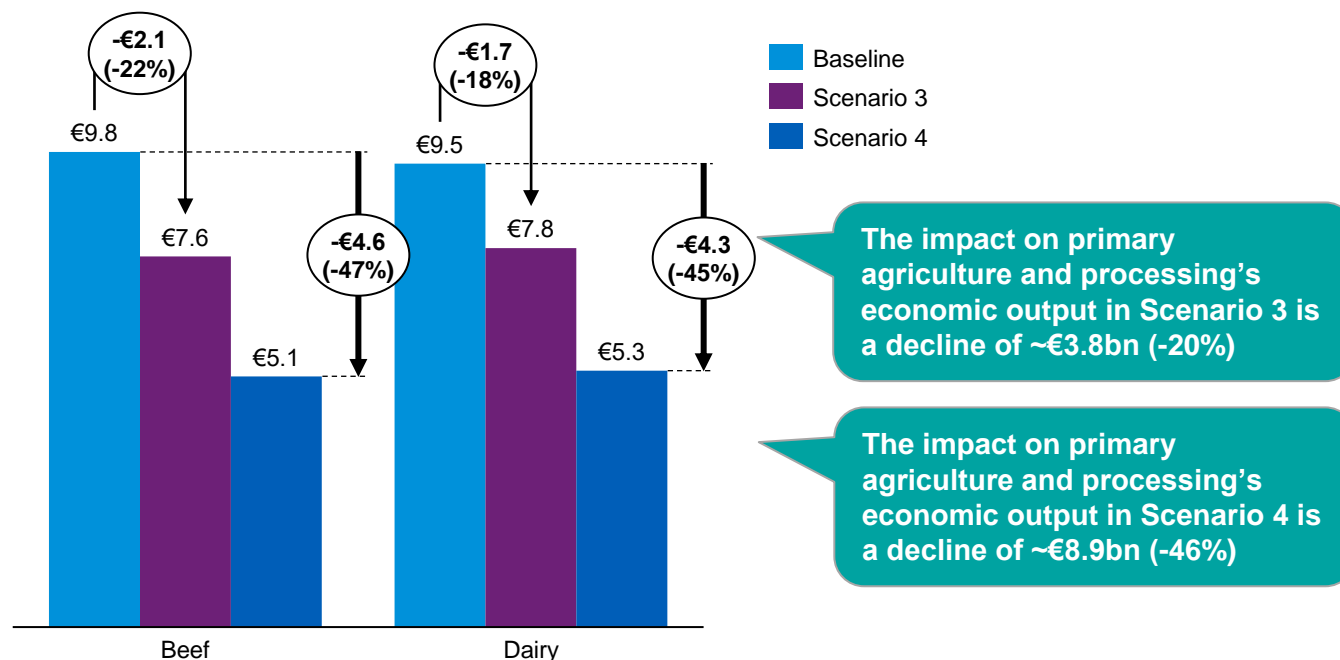 -€2.1
(-22%)
-€1.7
(-18%)
Baseline
Scenario 3
Scenario 4
€9.8
€9.5
€7.6
-€4.6
(-47%)
€7.8
-€4.3
(-45%)
€5.1
€5.3
The impact on primary
agriculture and processing’s
economic output in Scenario 3 is
a decline of ~€3.8bn (-20%)
The impact on primary
agriculture and processing’s
economic output in Scenario 4 is
a decline of ~€8.9bn (-46%)
Beef
Dairy